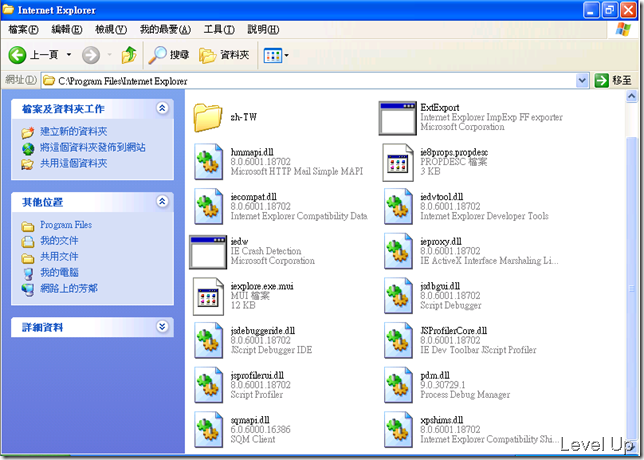 Internet Explorer
檔案(F) 編輯(E) 檢視(V) 我的最愛(A) 工具(T) 說明(H)
上一頁 搜尋 資料夾
網址(D) C:\Program Files\Internet Explorer 移至
檔案及資料夾工作
建立新的資料夾
將這個資料夾發佈到網站
共用這個資料夾
其他位置
Program Files
我的文件
共用文件
我的電腦
網路上的芳鄰
詳細資料
zh-TW
ExtExport
Internet Explorer ImpExp FF exporter
Microsoft Corporation
hmmapi.dll
8.0.6001.18702
Microsoft HTTP Mail Simple MAPI
ie8props.propdesc
PROPDESC 檔案
3 KB
iecompat.dll
8.0.6001.18702
Internet Explorer Compatibility Data
iedvtool.dll
8.0.6001.18702
Internet Explorer Developer Tools
iedw
IE Crash Detection
Microsoft Corporation
ieproxy.dll
8.0.6001.18702
IE ActiveX Interface Marshaling Li...
iexplore.exe.mui
MUI 檔案
12 KB
jsdbgui.dll
8.0.6001.18702
Script Debugger
jsdebuggeride.dll
8.0.6001.18702
JScript Debugger IDE
JSProfilerCore.dll
8.0.6001.18702
IE Dev Toolbar JScript Profiler
jsprofilerui.dll
8.0.6001.18702
Script Profiler
pdm.dll
9.0.30729.1
Process Debug Manager
sqmapi.dll
6.0.6000.16386
SQM Client
xpshims.dll
8.0.6001.18702
Internet Explorer Compatibility Shi...
Level Up